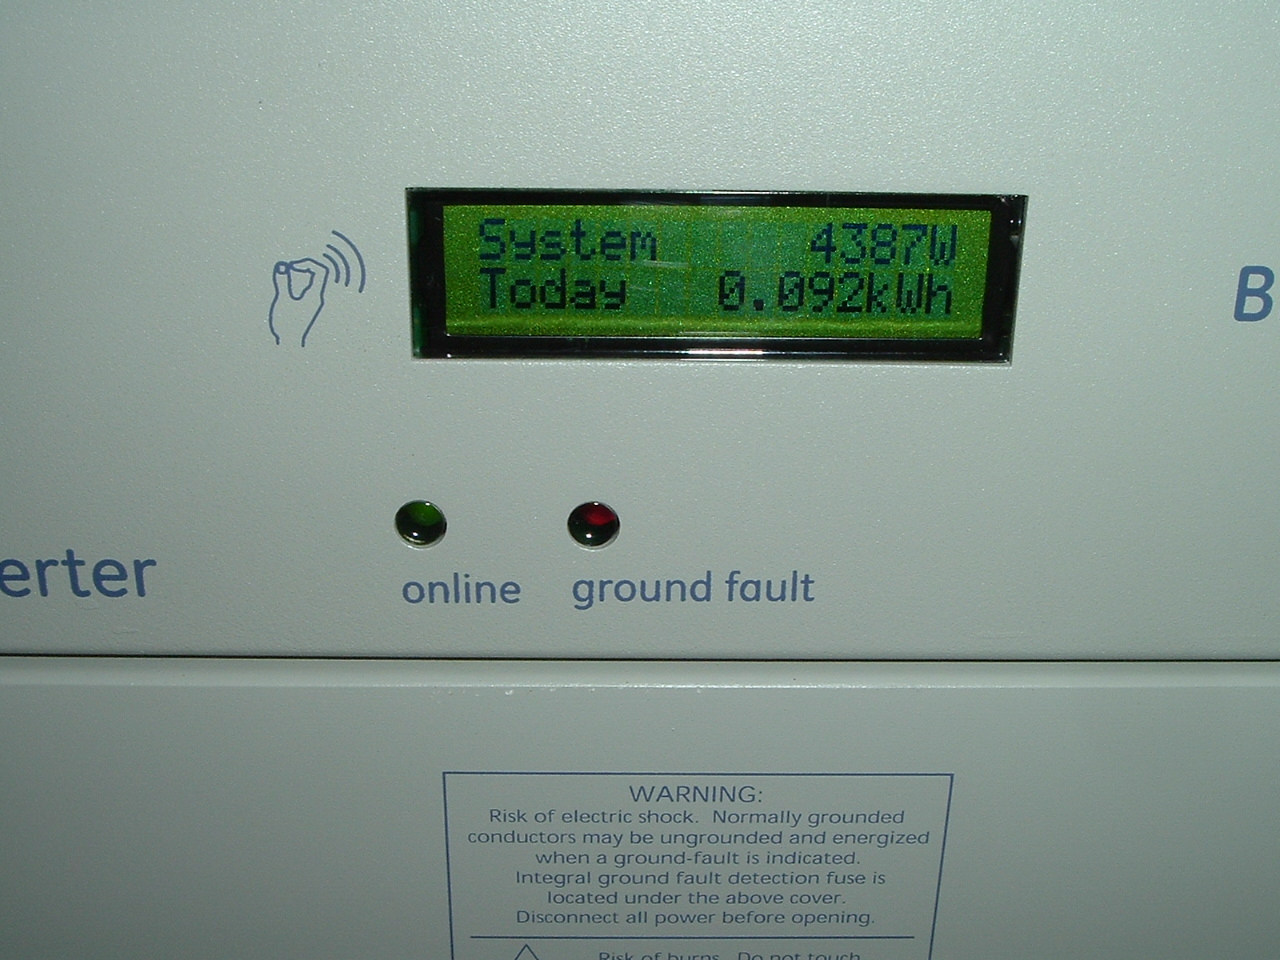 System 4387W
Today 0.092kWh
B
erter
online ground fault
WARNING:
Risk of electric shock. Normally grounded
conductors may be ungrounded and energized
when a ground-fault is indicated.
Integral ground fault detection fuse is
located under the above cover.
Disconnect all power before opening.
Risk of burns. Do not touch